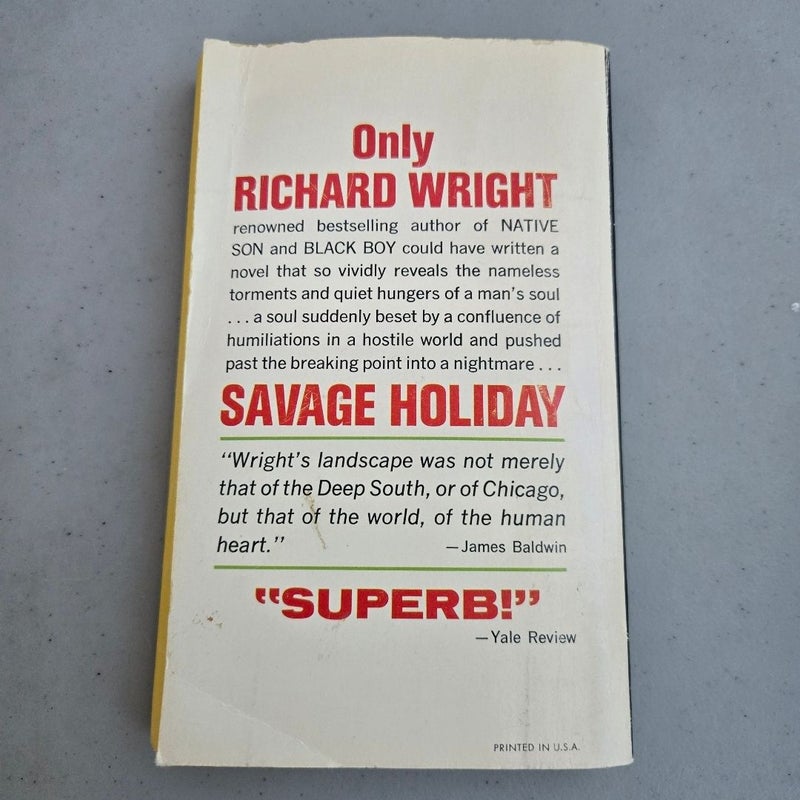 Only
RICHARD WRIGHT
renowned bestselling author of NATIVE
SON and BLACK BOY could have written a
novel that so vividly reveals the nameless
torments and quiet hungers of a man's soul
... a soul suddenly beset by a confluence of
humiliations in a hostile world and pushed
past the breaking point into a nightmare ...
SAVAGE HOLIDAY
"Wright's landscape was not merely
that of the Deep South, or of Chicago,
but that of the world, of the human
heart." —James Baldwin
"SUPERB!"
—Yale Review
PRINTED IN U.S.A.